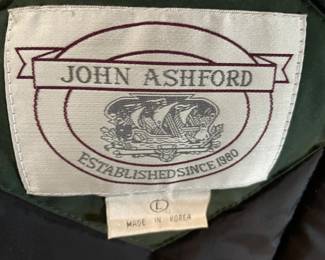 JOHN ASHFORD
ESTABLISHED SINCE 1980
L
MADE IN KOREA